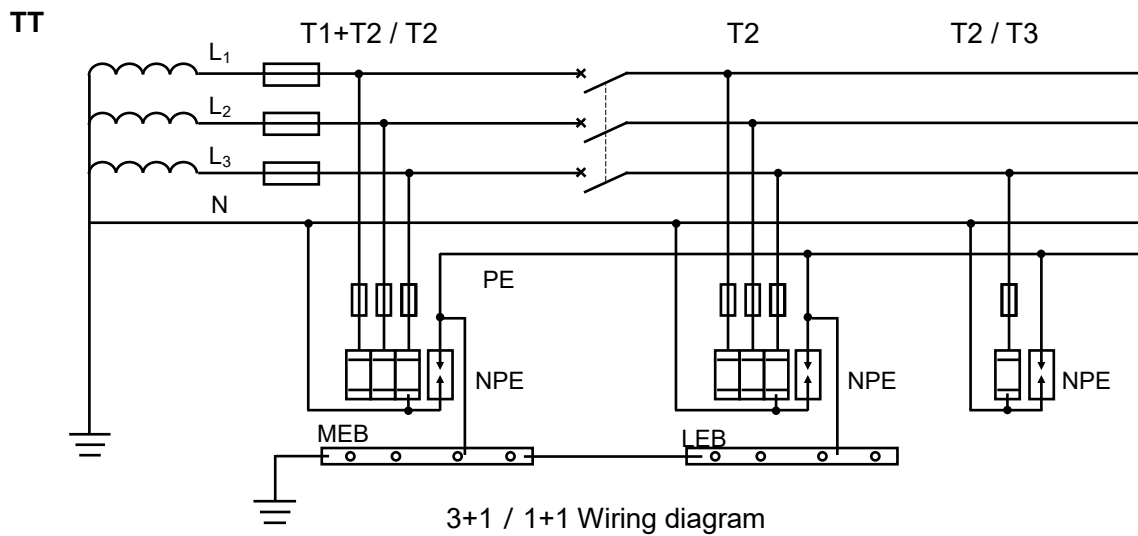 TT
T1+T2 / T2
T2
T2 / T3
L₁
L₂
L₃
N
PE
NPE
NPE
NPE
MEB
LEB
3+1 / 1+1 Wiring diagram